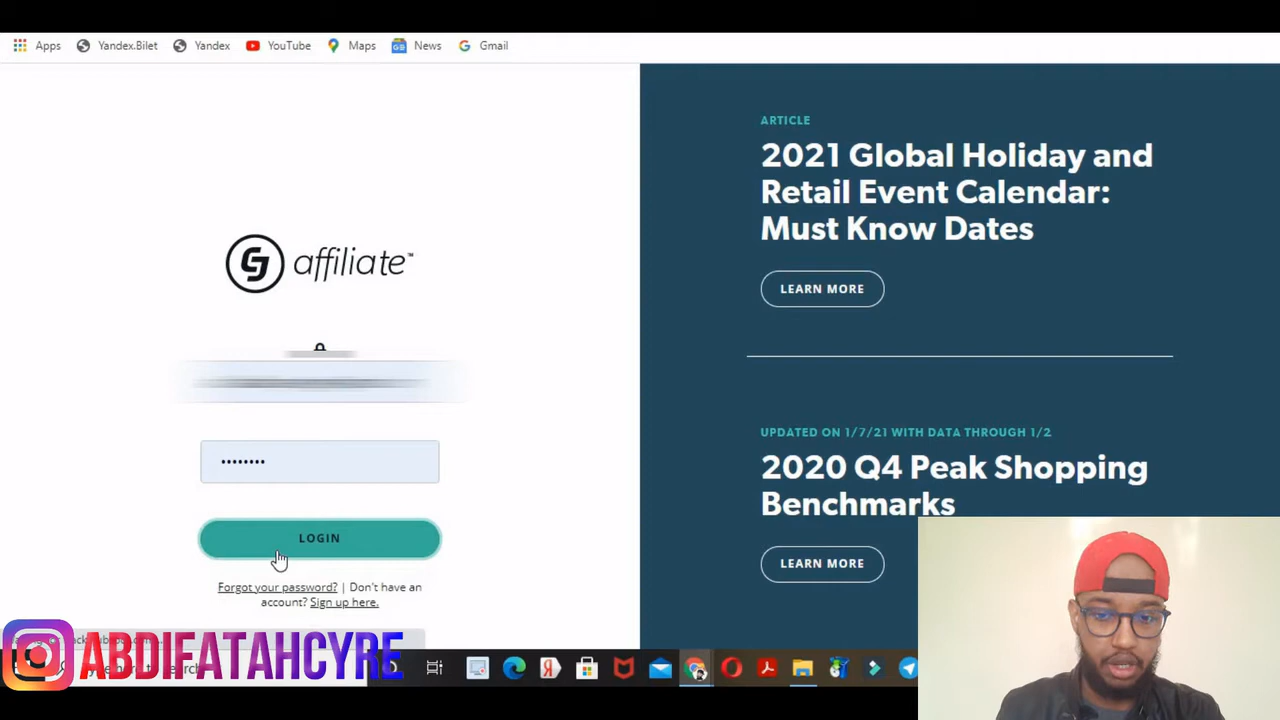 Apps Yandex.Bilet Yandex YouTube Maps News Gmail
CJ affiliate™
••••••••
LOGIN
Forgot your password? | Don't have an
account? Sign up here.
ARTICLE
2021 Global Holiday and
Retail Event Calendar:
Must Know Dates
LEARN MORE
UPDATED ON 1/7/21 WITH DATA THROUGH 1/2
2020 Q4 Peak Shopping
Benchmarks
LEARN MORE
ABDIFATAHCYRE